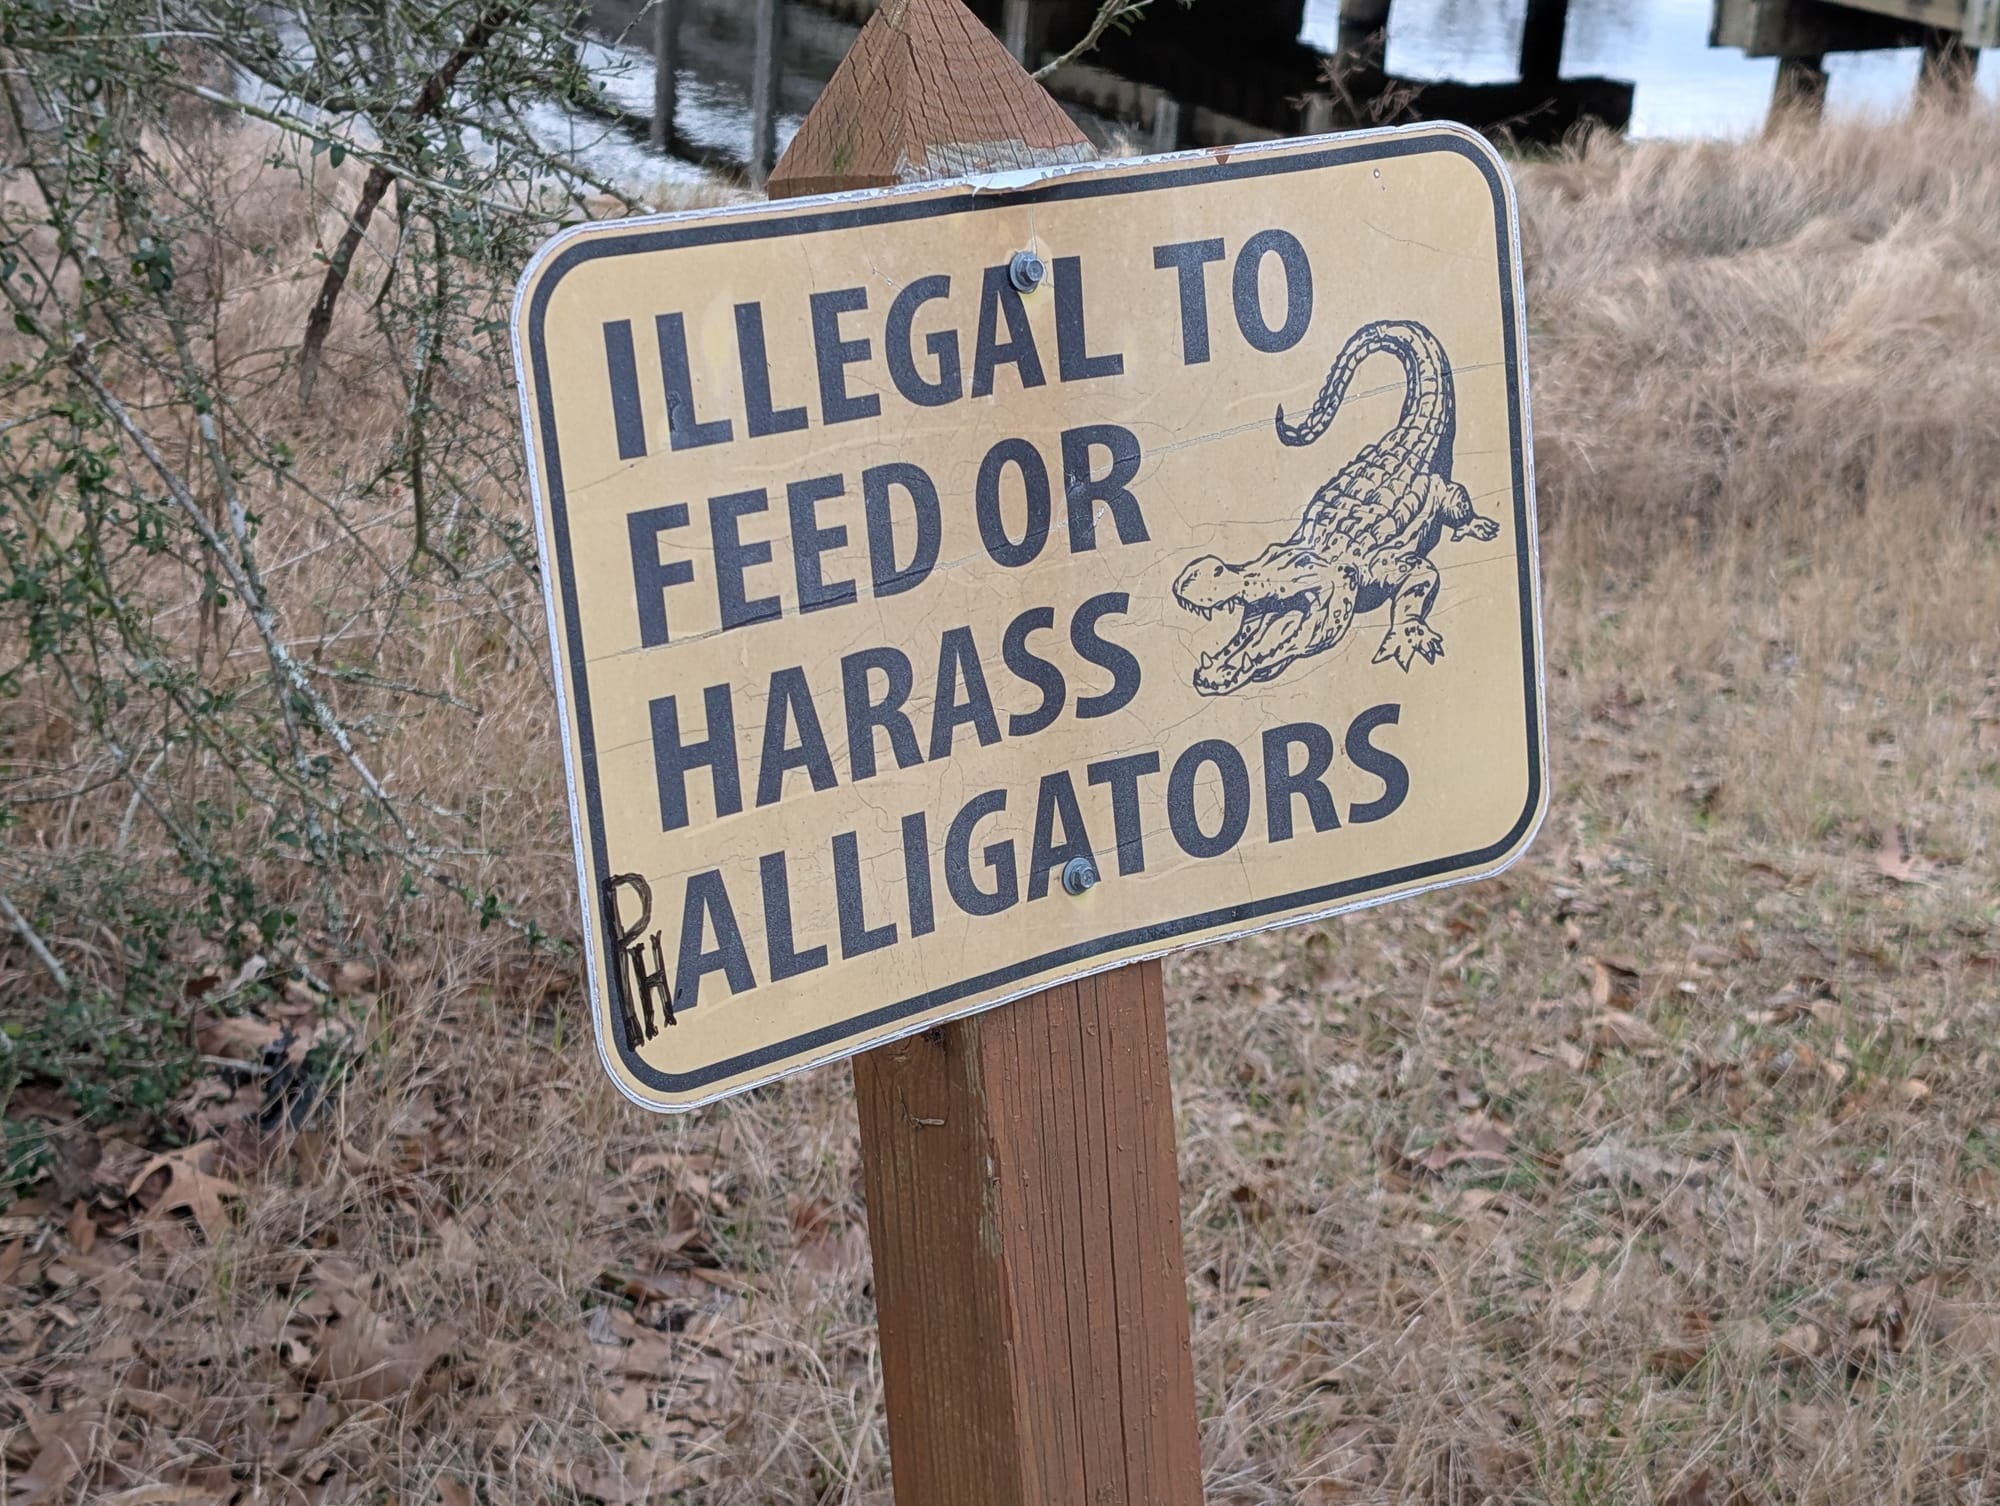 ILLEGAL TO
FEED OR
HARASS
PHALLIGATORS